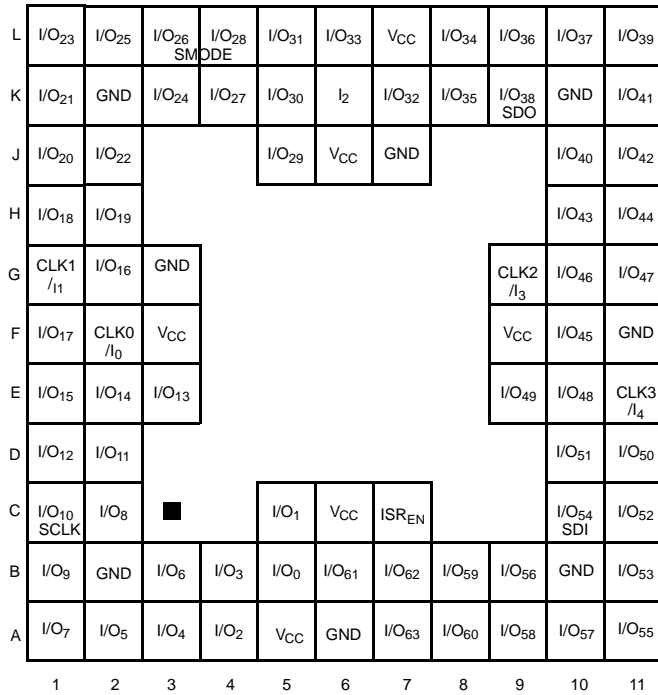 L I/O23 I/O25 I/O26 I/O28 I/O31 I/O33 VCC I/O34 I/O36 I/O37 I/O39
SMODE
K I/O21 GND I/O24 I/O27 I/O30 I2 I/O32 I/O35 I/O38 GND I/O41
SDO
J I/O20 I/O22 I/O29 VCC GND I/O40 I/O42
H I/O18 I/O19 I/O43 I/O44
G CLK1 I/O16 GND CLK2 I/O46 I/O47
/I1 /I3
F I/O17 CLK0 VCC VCC I/O45 GND
/I0
E I/O15 I/O14 I/O13 I/O49 I/O48 CLK3
/I4
D I/O12 I/O11 I/O51 I/O50
C I/O10 I/O8 I/O1 VCC ISREN I/O54 I/O52
SCLK SDI
B I/O9 GND I/O6 I/O3 I/O0 I/O61 I/O62 I/O59 I/O56 GND I/O53
A I/O7 I/O5 I/O4 I/O2 VCC GND I/O63 I/O60 I/O58 I/O57 I/O55
1 2 3 4 5 6 7 8 9 10 11